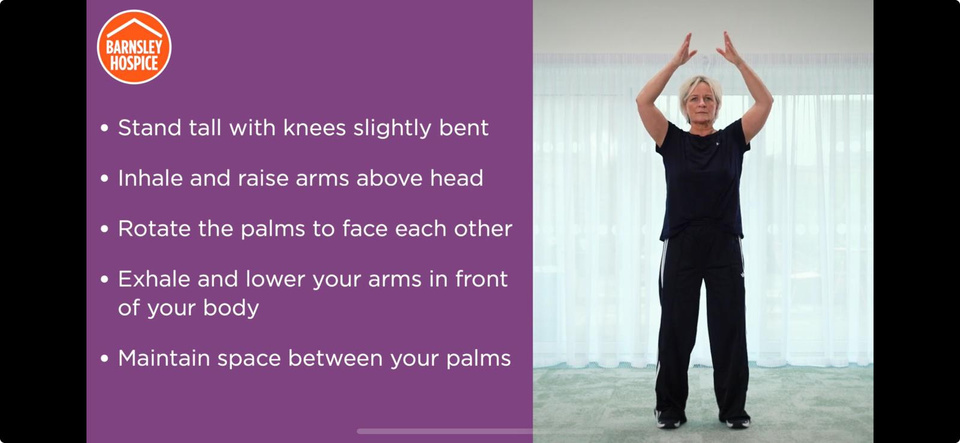 BARNSLEY
HOSPICE
• Stand tall with knees slightly bent
• Inhale and raise arms above head
• Rotate the palms to face each other
• Exhale and lower your arms in front
of your body
• Maintain space between your palms